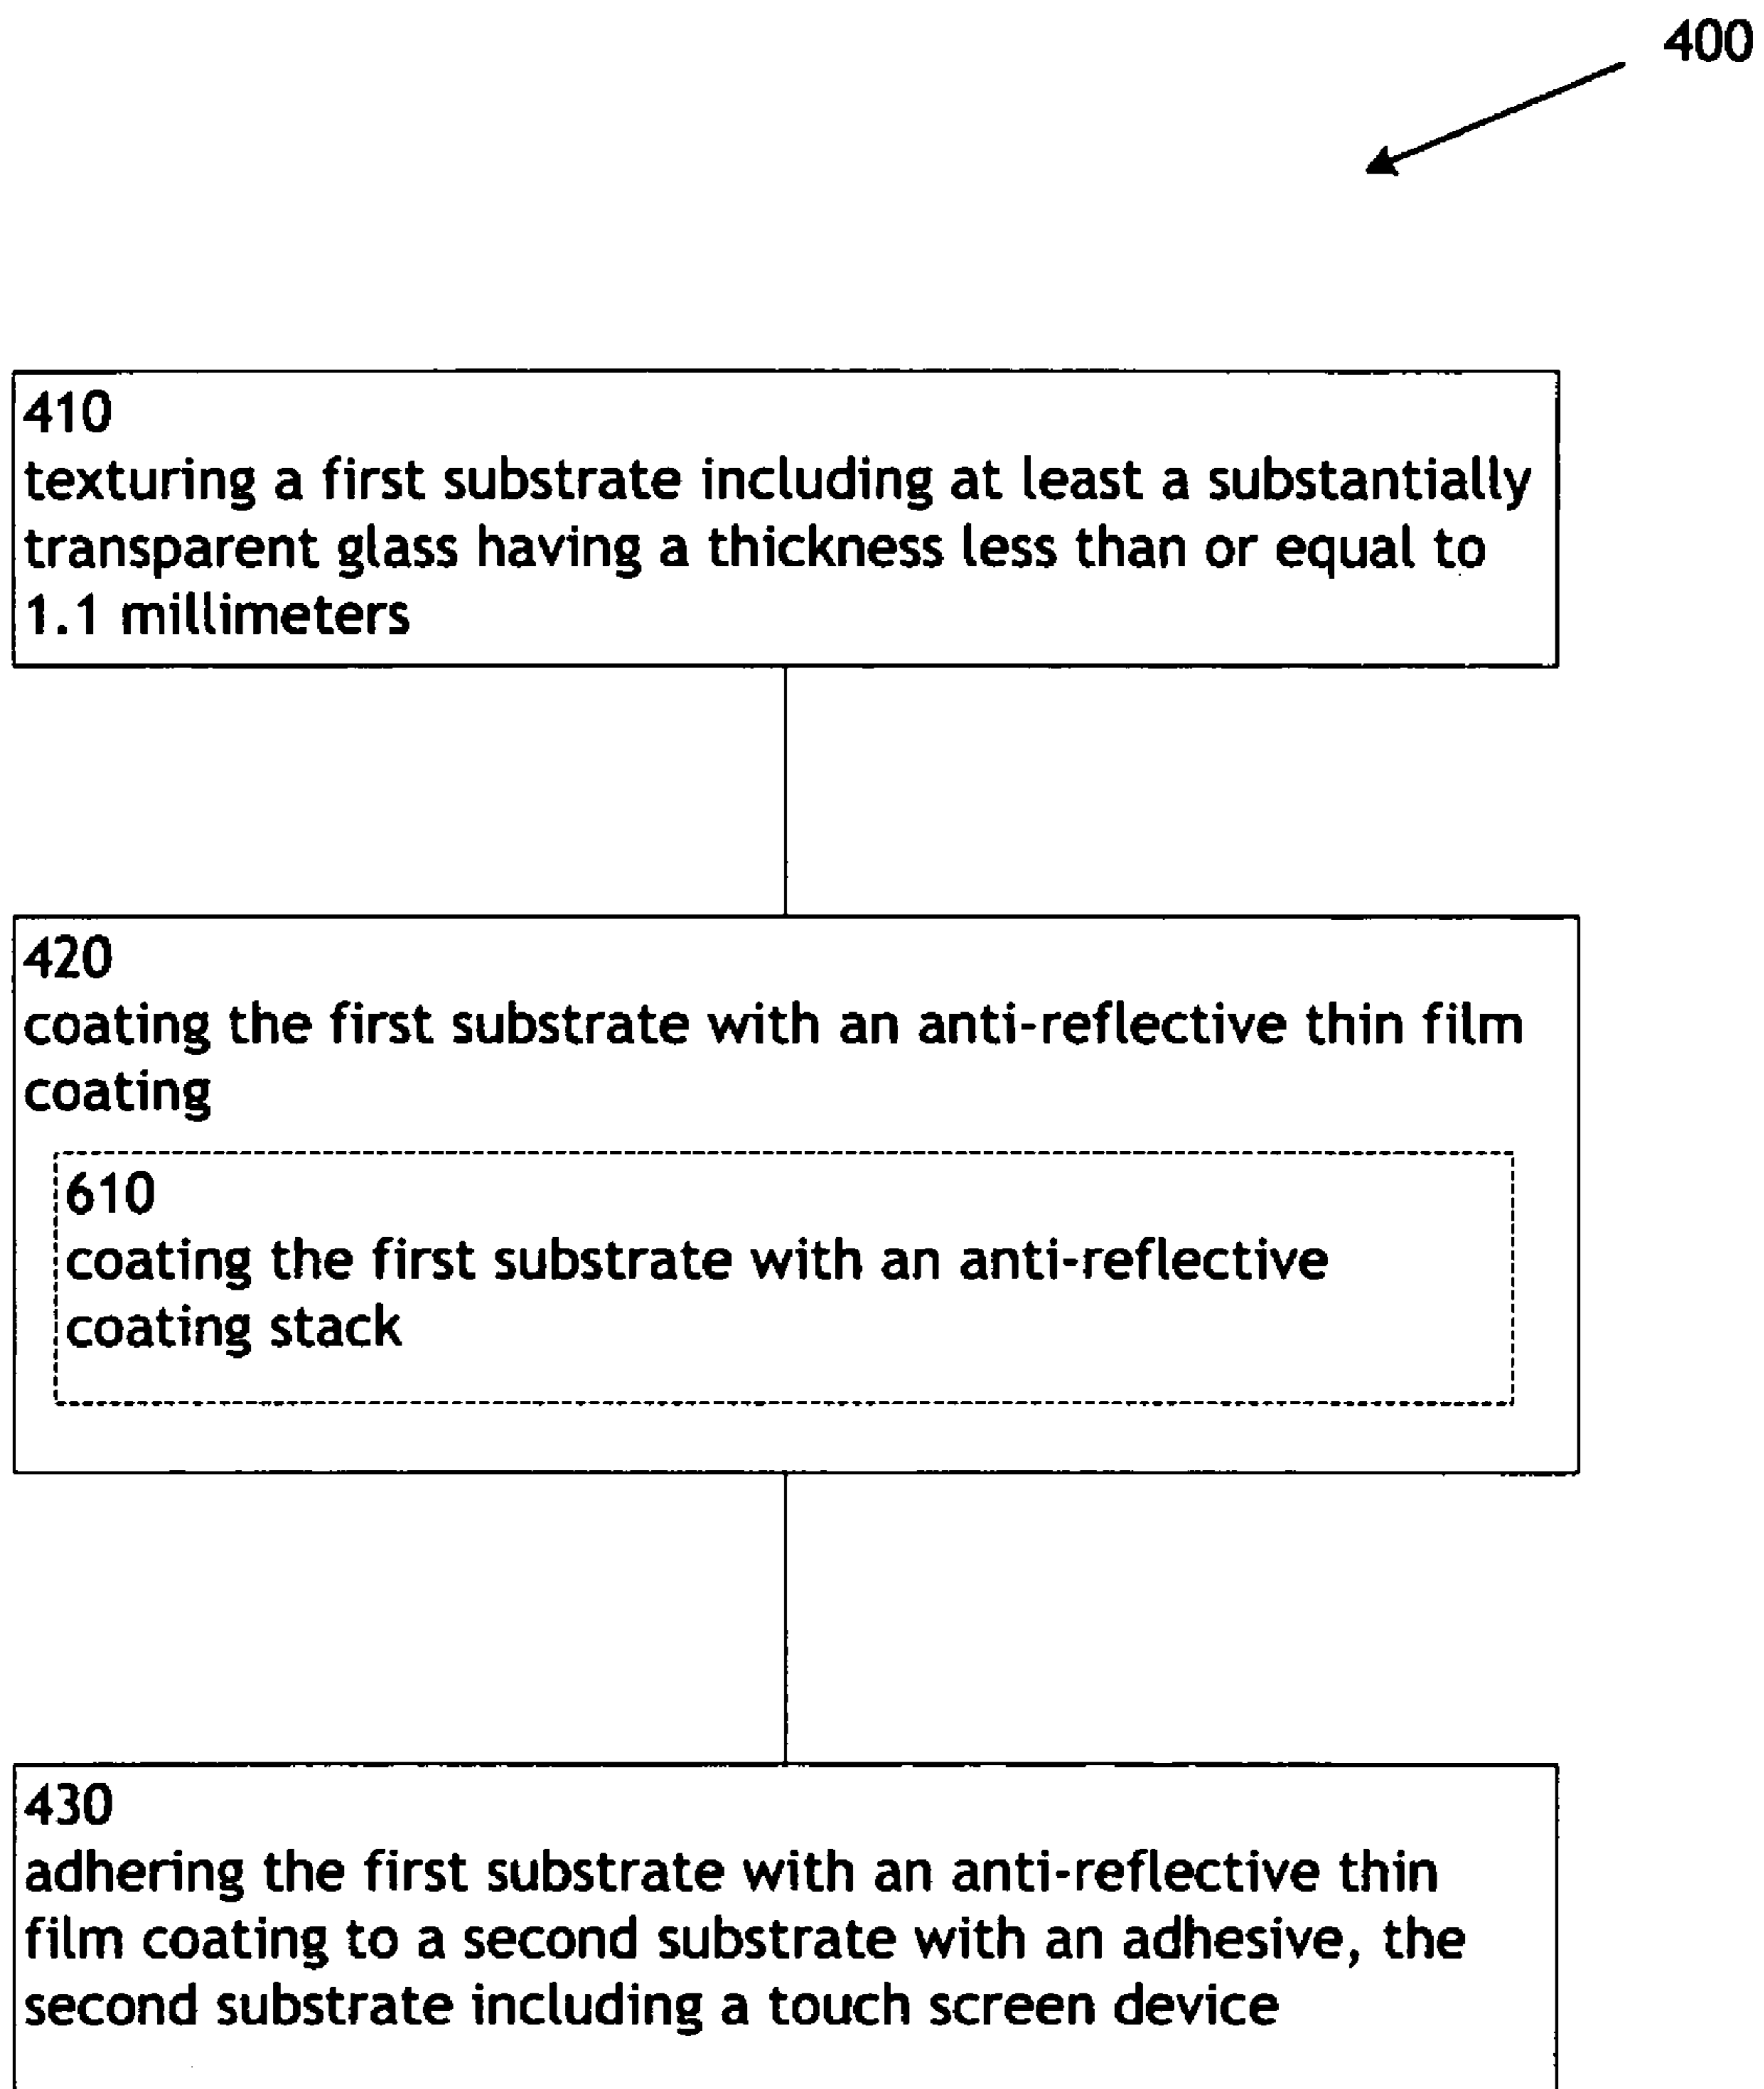 400
410
texturing a first substrate including at least a substantially
transparent glass having a thickness less than or equal to
1.1 millimeters
420
coating the first substrate with an anti-reflective thin film
coating
610
coating the first substrate with an anti-reflective
coating stack
430
adhering the first substrate with an anti-reflective thin
film coating to a second substrate with an adhesive, the
second substrate including a touch screen device